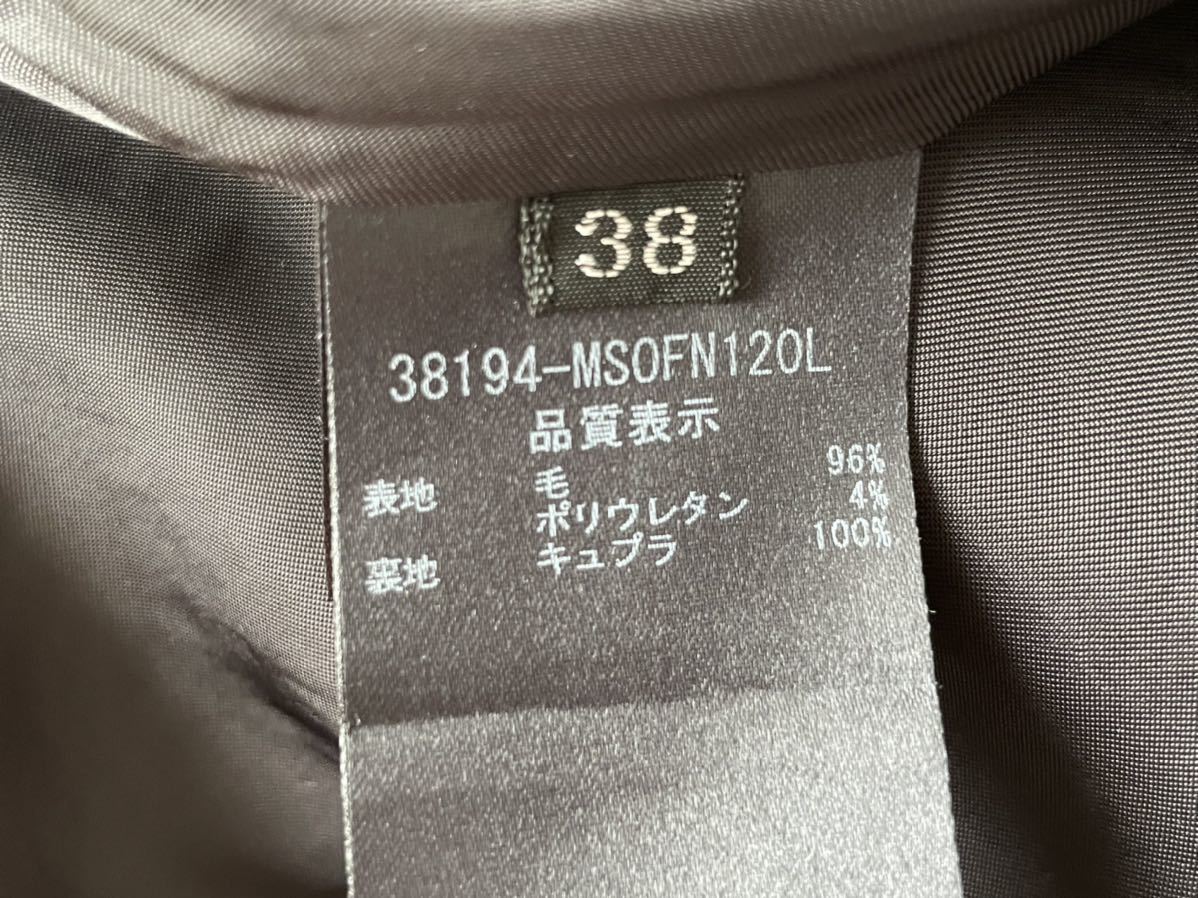 38
38194-MSOFN120L
品質表示
表地 毛 96%
ポリウレタン 4%
裏地 キュプラ 100%